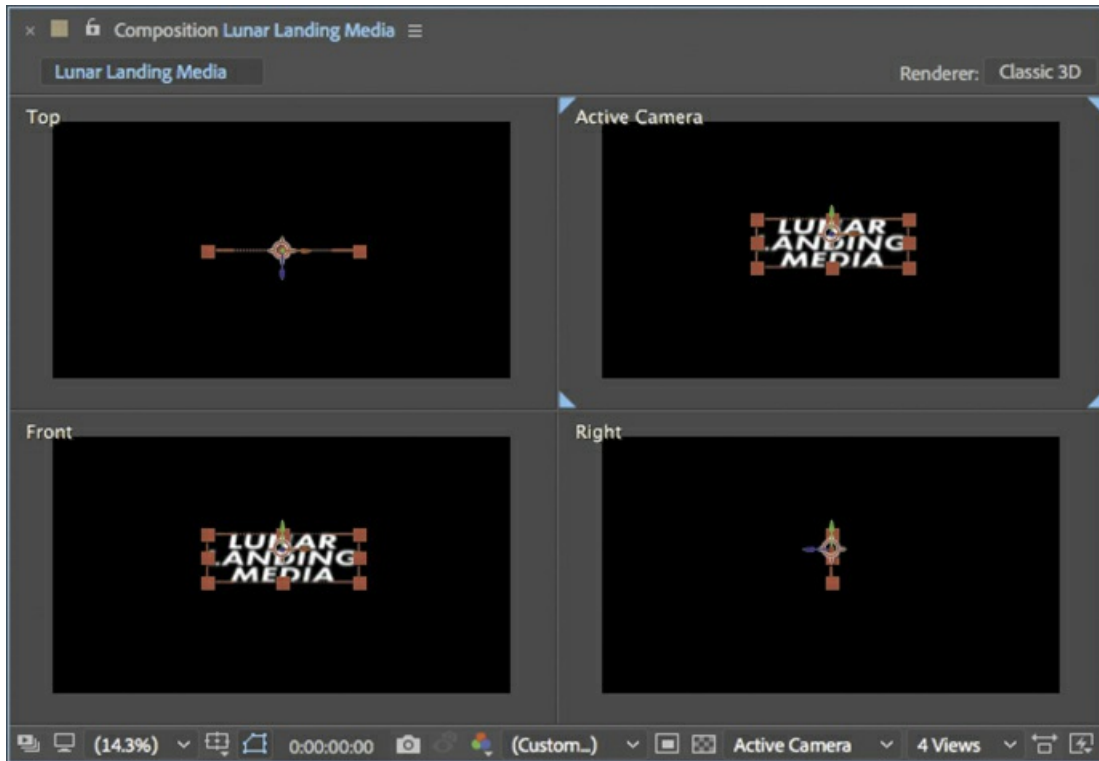 × Composition Lunar Landing Media
Lunar Landing Media
Renderer: Classic 3D
Top
Active Camera
LUNAR
LANDING
MEDIA
Front
LUNAR
LANDING
MEDIA
Right
(14.3%) 0:00:00:00 (Custom...) Active Camera 4 Views